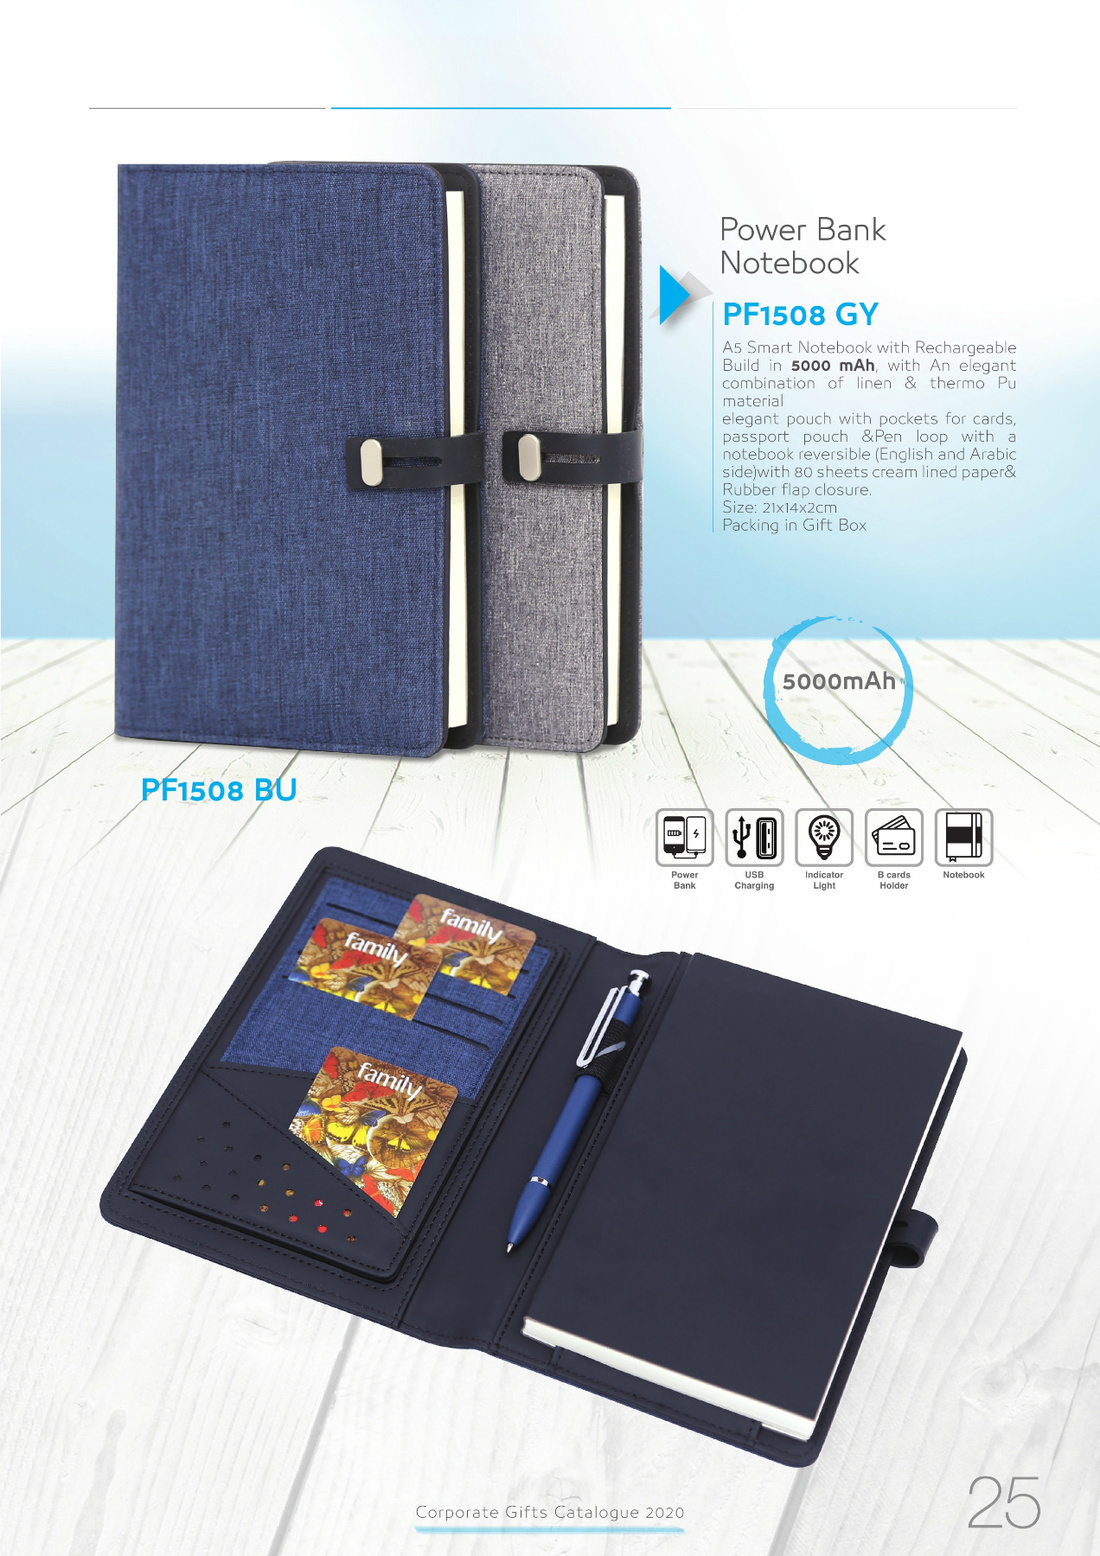 Power Bank
Notebook
PF1508 GY
A5 Smart Notebook with Rechargeable
Build in 5000 mAh, with An elegant
combination of linen & thermo Pu
material
elegant pouch with pockets for cards,
passport pouch &Pen loop with a
notebook reversible (English and Arabic
side)with 80 sheets cream lined paper&
Rubber flap closure.
Size: 21x14x2cm
Packing in Gift Box
5000mAh
PF1508 BU
Power
Bank
USB
Charging
Indicator
Light
B cards
Holder
Notebook
family
family
family
Corporate Gifts Catalogue 2020
25